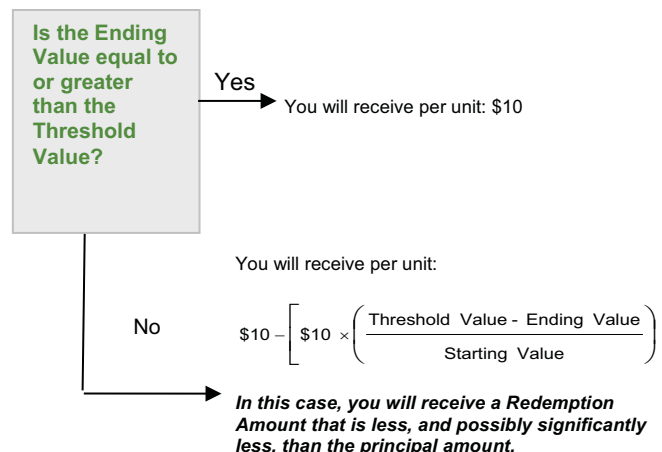 Is the Ending
Value equal to
or greater
than the
Threshold
Value?
Yes
You will receive per unit: $10
You will receive per unit:
No
$10 – [ $10 × ( Threshold Value - Ending Value / Starting Value )
In this case, you will receive a Redemption
Amount that is less, and possibly significantly
less, than the principal amount.